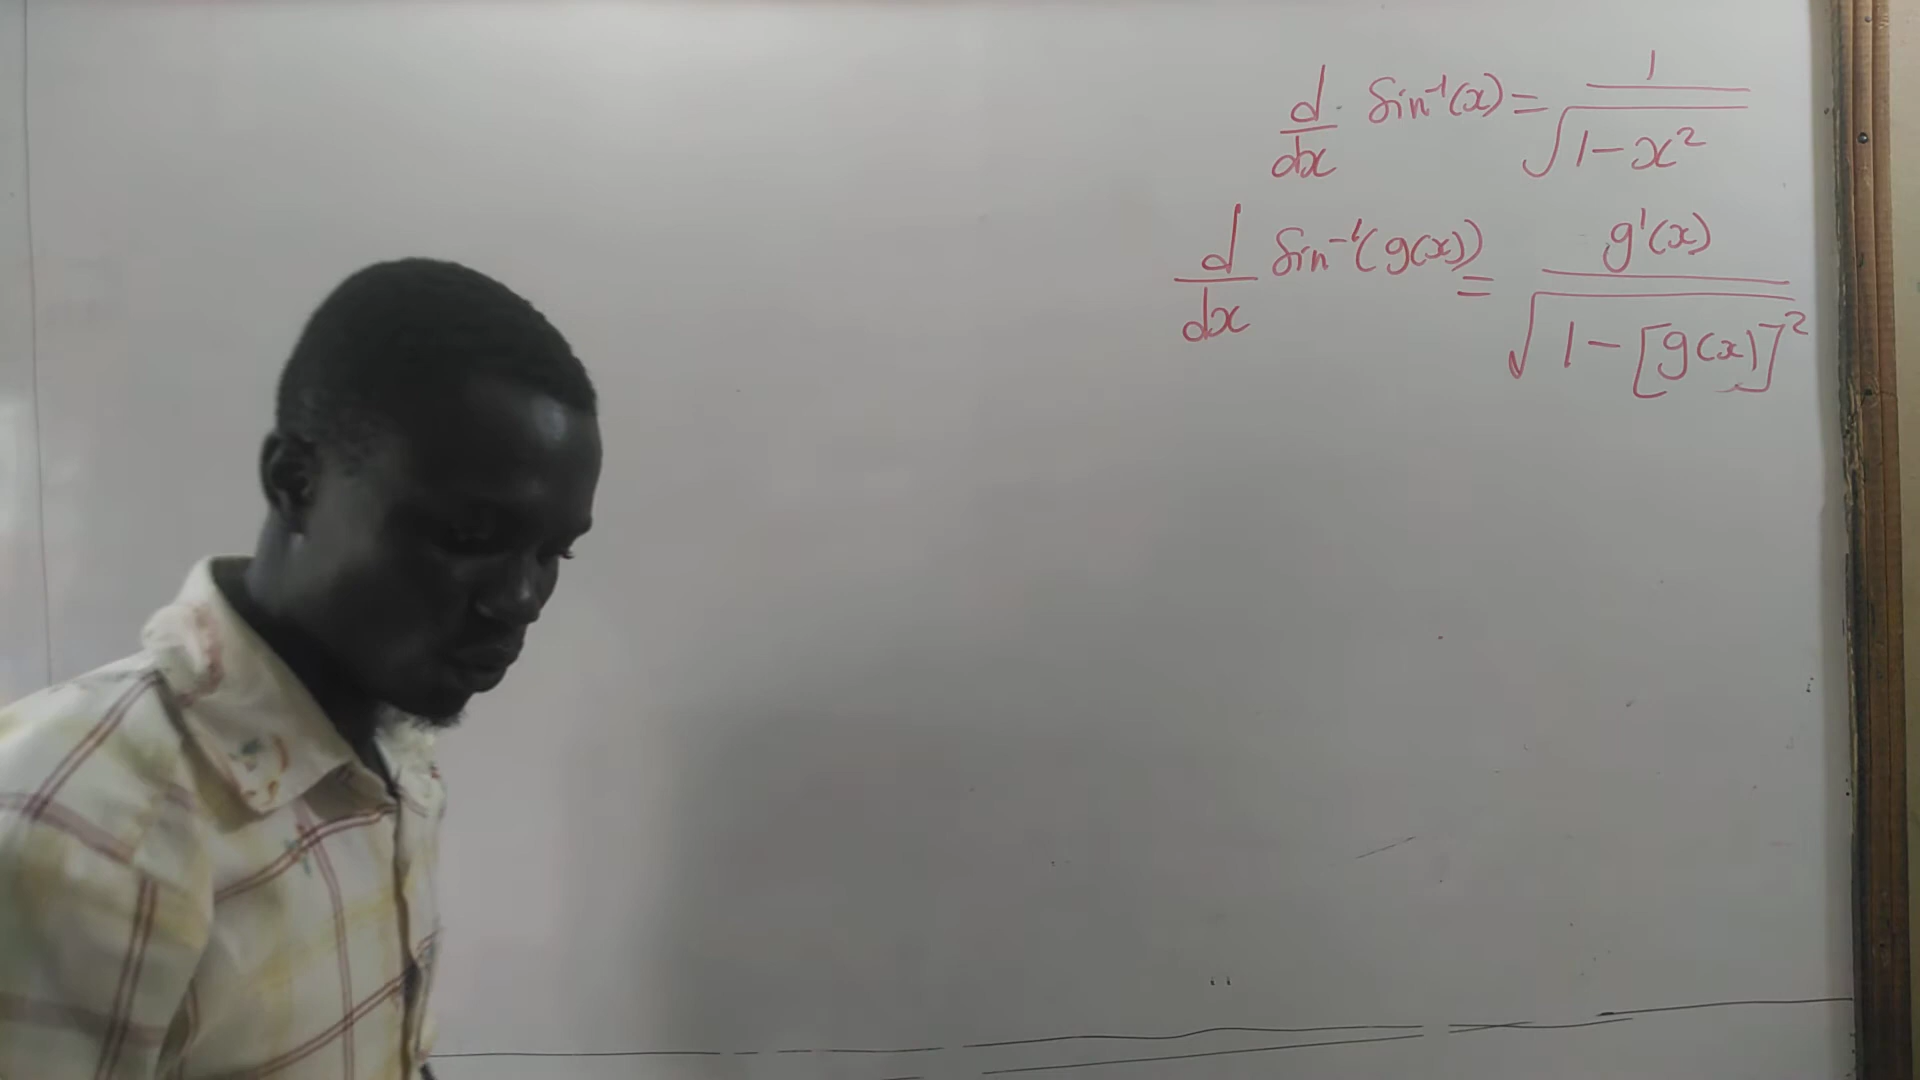 d/dx Sin⁻¹(x) = 1/√(1-x²)
d/dx Sin⁻¹(g(x)) = g'(x)/√(1-[g(x)]²)